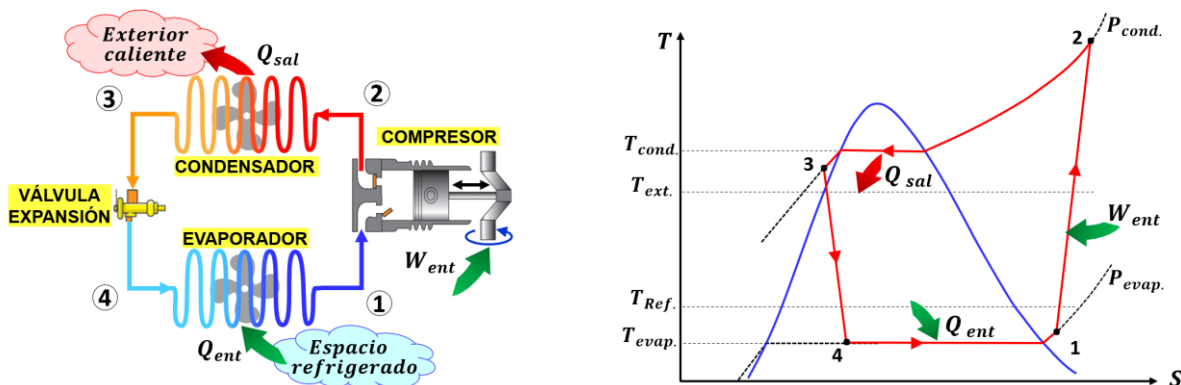 Exterior
caliente
Q_sal
③
②
CONDENSADOR
COMPRESOR
VÁLVULA
EXPANSIÓN
EVAPORADOR
W_ent
④
①
Q_ent
Espacio
refrigerado
T
2
P_cond.
T_cond.
3
Q_sal
T_ext.
W_ent
P_evap.
T_Ref.
Q_ent
T_evap.
4
1
S